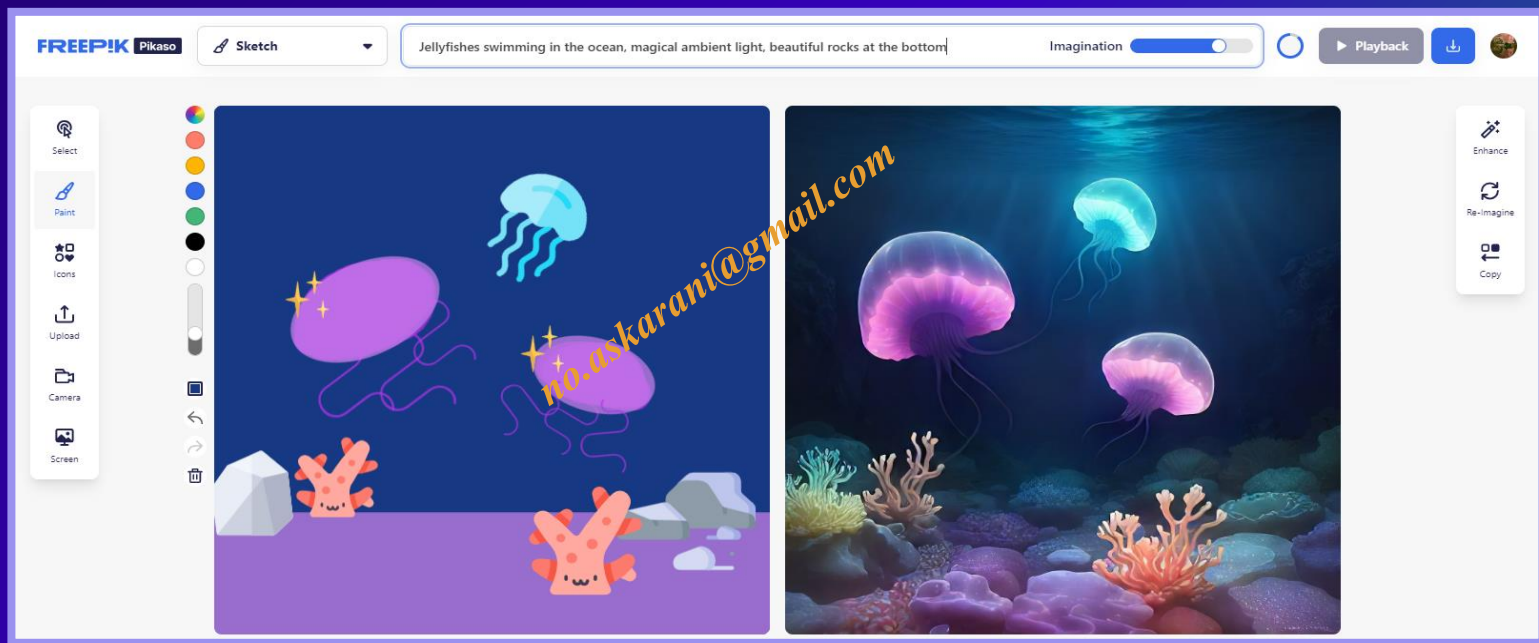 FREEP!K Pikaso
Sketch
Jellyfishes swimming in the ocean, magical ambient light, beautiful rocks at the bottom
Imagination
Playback
Select
Paint
Icons
Upload
Camera
Screen
no.askarani@gmail.com
Enhance
Re-Imagine
Copy